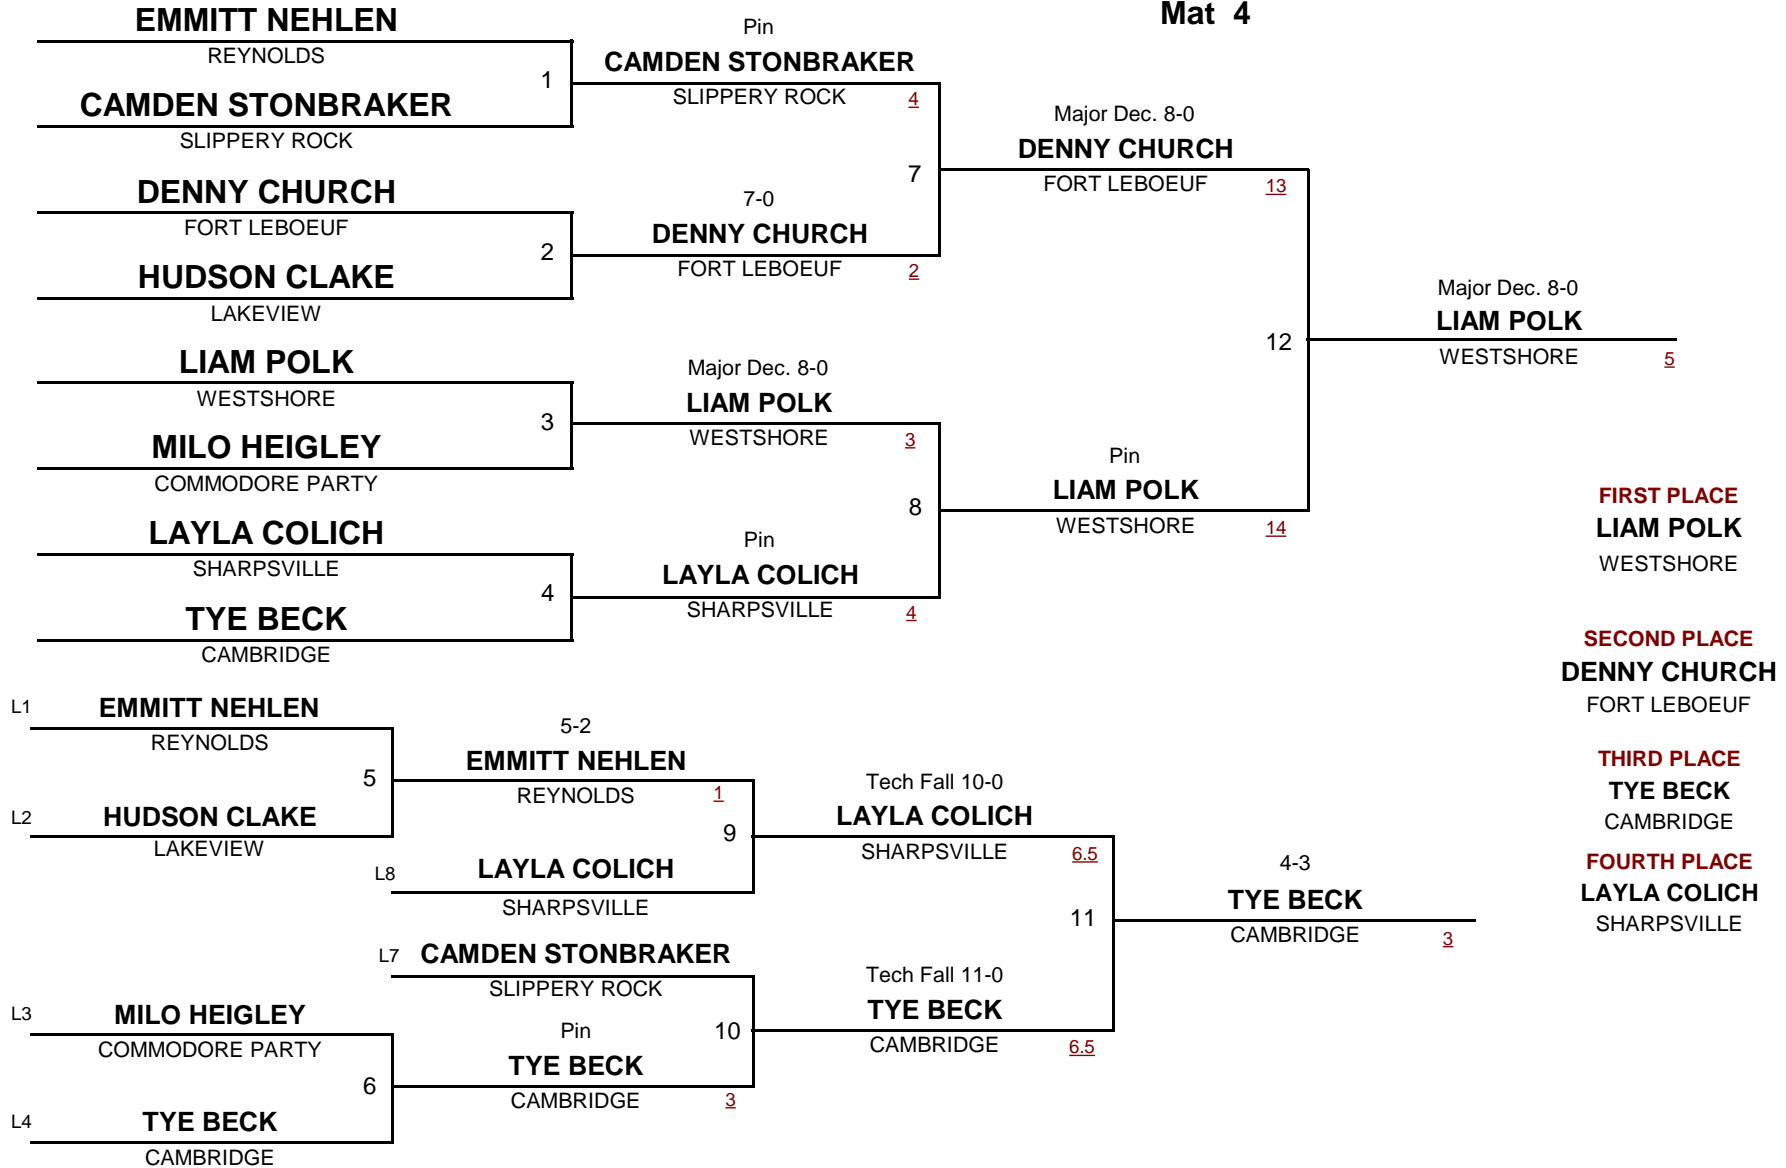 Mat 4
EMMITT NEHLEN
REYNOLDS
1
CAMDEN STONBRAKER
SLIPPERY ROCK
DENNY CHURCH
FORT LEBOEUF
2
HUDSON CLAKE
LAKEVIEW
LIAM POLK
WESTSHORE
3
MILO HEIGLEY
COMMODORE PARTY
LAYLA COLICH
SHARPSVILLE
4
TYE BECK
CAMBRIDGE
Pin
CAMDEN STONBRAKER
SLIPPERY ROCK 4
7
7-0
DENNY CHURCH
FORT LEBOEUF 2
Major Dec. 8-0
LIAM POLK
WESTSHORE 3
8
Pin
LAYLA COLICH
SHARPSVILLE 4
Major Dec. 8-0
DENNY CHURCH
FORT LEBOEUF 13
12
Pin
LIAM POLK
WESTSHORE 14
Major Dec. 8-0
LIAM POLK
WESTSHORE 5
FIRST PLACE
LIAM POLK
WESTSHORE
SECOND PLACE
DENNY CHURCH
FORT LEBOEUF
THIRD PLACE
TYE BECK
CAMBRIDGE
FOURTH PLACE
LAYLA COLICH
SHARPSVILLE
L1 EMMITT NEHLEN
REYNOLDS
5
L2 HUDSON CLAKE
LAKEVIEW
L3 MILO HEIGLEY
COMMODORE PARTY
6
L4 TYE BECK
CAMBRIDGE
5-2
EMMITT NEHLEN
REYNOLDS 1
9
L8 LAYLA COLICH
SHARPSVILLE
L7 CAMDEN STONBRAKER
SLIPPERY ROCK
10
Pin
TYE BECK
CAMBRIDGE 3
Tech Fall 10-0
LAYLA COLICH
SHARPSVILLE 6.5
11
Tech Fall 11-0
TYE BECK
CAMBRIDGE 6.5
4-3
TYE BECK
CAMBRIDGE 3